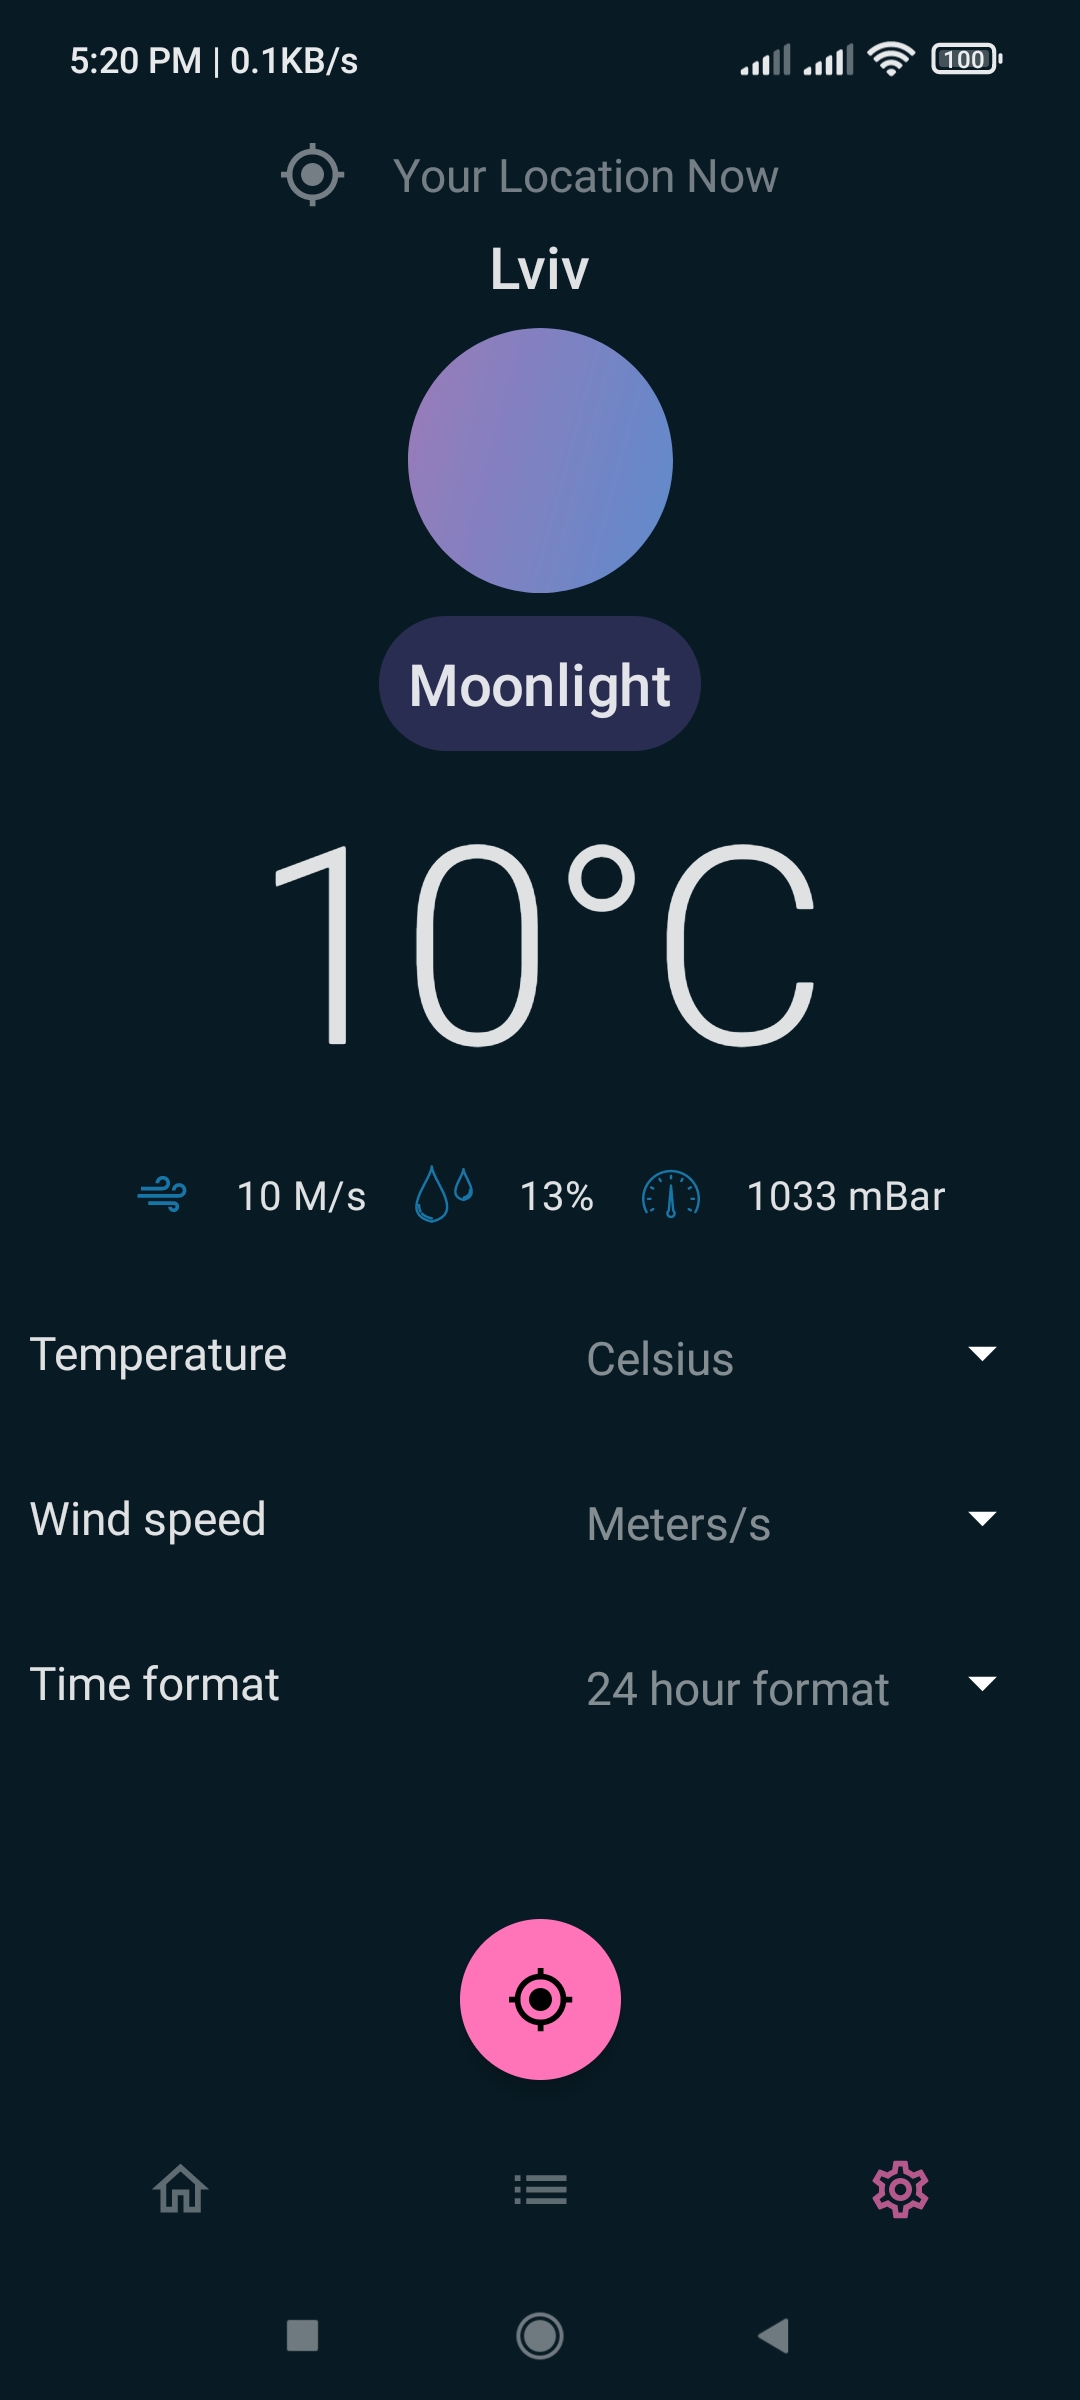 5:20 PM | 0.1KB/s
100
Your Location Now
Lviv
Moonlight
10°C
10 M/s 13% 1033 mBar
Temperature Celsius
Wind speed Meters/s
Time format 24 hour format